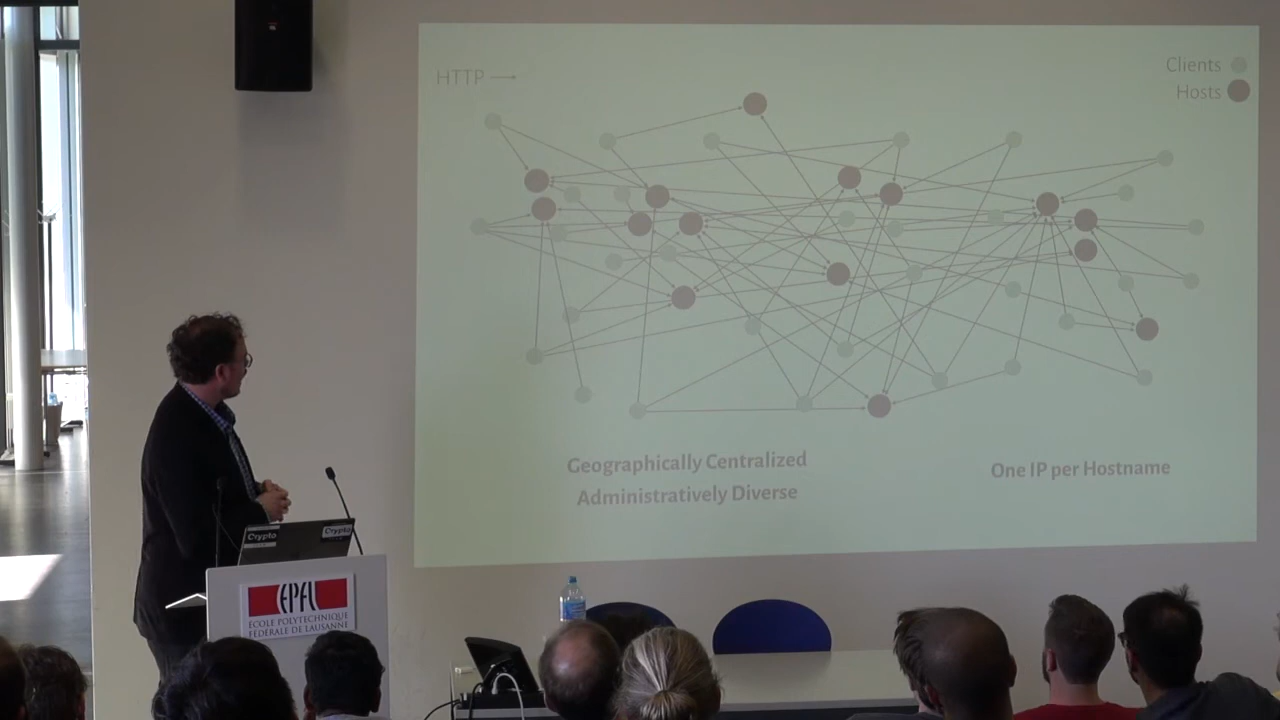 HTTP
Clients
Hosts
Geographically Centralized
Administratively Diverse
One IP per Hostname
Crypto
Crypto
EPFL
ECOLE POLYTECHNIQUE
FÉDÉRALE DE LAUSANNE